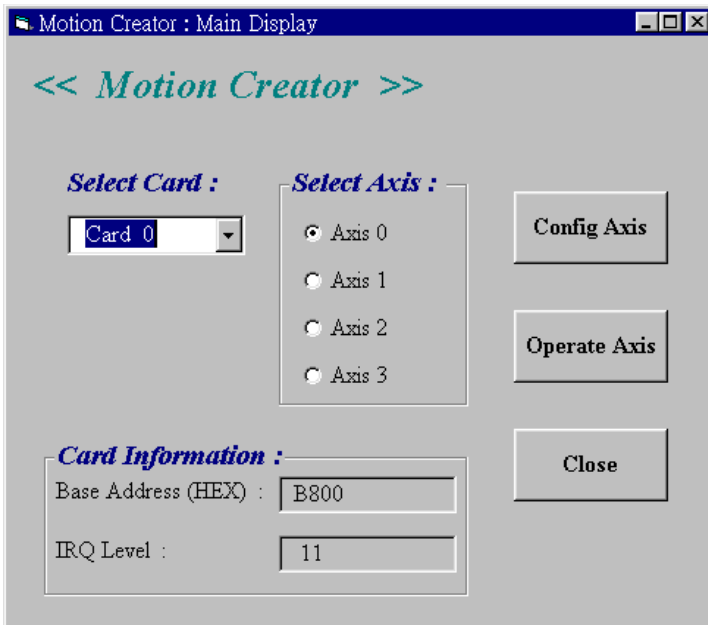 Motion Creator : Main Display
<< Motion Creator >>
Select Card :
Card 0
Select Axis :
Axis 0
Axis 1
Axis 2
Axis 3
Config Axis
Operate Axis
Close
Card Information :
Base Address (HEX) : B800
IRQ Level : 11